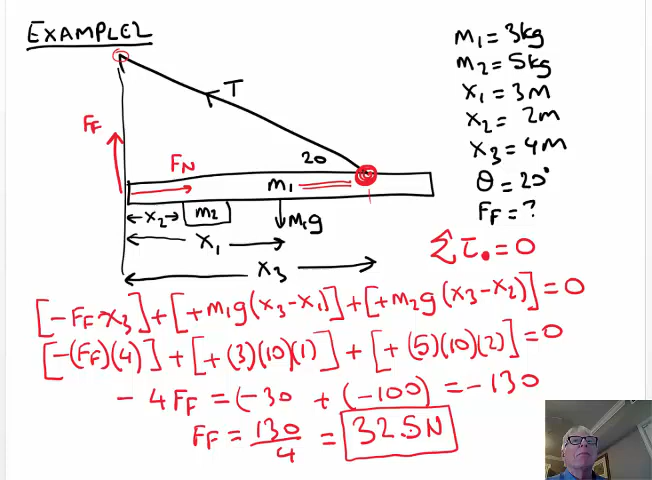 EXAMPLE2
T
FF
20
FN
m1
x2
m2
m1g
x1
x3
m1=3kg
m2=5kg
x1=3m
x2=2m
x3=4m
θ=20°
FF=?
Στ.=0
[-FF·x3]+[+m1g(x3-x1)]+[+m2g(x3-x2)]=0
[-(FF)(4)]+[+(3)(10)(1)]+[+(5)(10)(2)]=0
-4FF=(-30+(-100)=-130
FF=130/4=32.5N